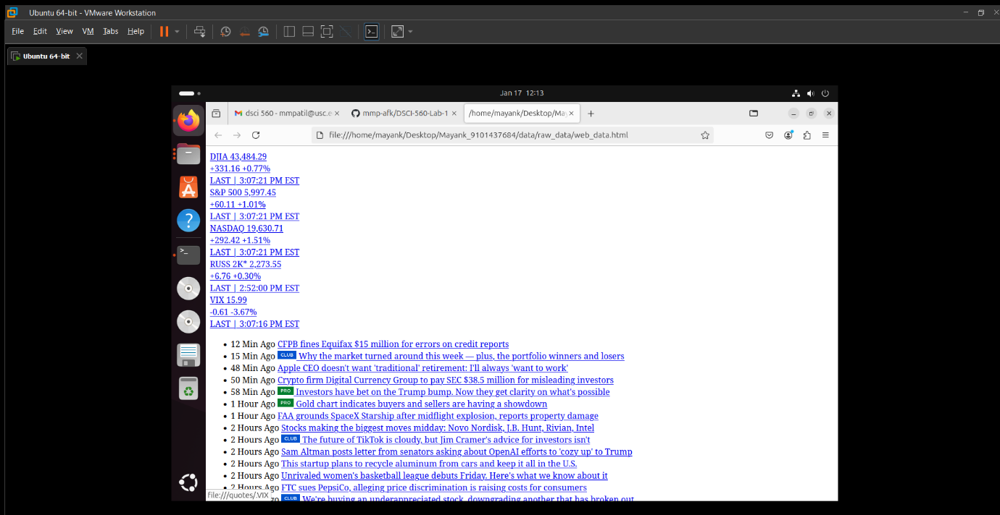 Ubuntu 64-bit - VMware Workstation
File Edit View VM Tabs Help
Ubuntu 64-bit
Jan 17 12:13
dsci 560 - mmpatil@usc.e
mmp-afk/DSCI-560-Lab-1
/home/mayank/Desktop/May
file:///home/mayank/Desktop/Mayank_9101437684/data/raw_data/web_data.html
DJIA 43,484.29
+331.16 +0.77%
LAST | 3:07:21 PM EST
S&P 500 5,997.45
+60.11 +1.01%
LAST | 3:07:21 PM EST
NASDAQ 19,630.71
+292.42 +1.51%
LAST | 3:07:21 PM EST
RUSS 2K* 2,273.55
+6.76 +0.30%
LAST | 2:52:00 PM EST
VIX 15.99
-0.61 -3.67%
LAST | 3:07:16 PM EST
• 12 Min Ago CFPB fines Equifax $15 million for errors on credit reports
• 15 Min Ago CLUB Why the market turned around this week — plus, the portfolio winners and losers
• 48 Min Ago Apple CEO doesn't want 'traditional' retirement: I'll always 'want to work'
• 50 Min Ago Crypto firm Digital Currency Group to pay SEC $38.5 million for misleading investors
• 58 Min Ago PRO Investors have bet on the Trump bump. Now they get clarity on what's possible
• 1 Hour Ago PRO Gold chart indicates buyers and sellers are having a showdown
• 1 Hour Ago FAA grounds SpaceX Starship after midflight explosion, reports property damage
• 2 Hours Ago Stocks making the biggest moves midday: Novo Nordisk, J.B. Hunt, Rivian, Intel
• 2 Hours Ago CLUB The future of TikTok is cloudy, but Jim Cramer's advice for investors isn't
• 2 Hours Ago Sam Altman posts letter from senators asking about OpenAI efforts to 'cozy up' to Trump
• 2 Hours Ago This startup plans to recycle aluminum from cars and keep it all in the U.S.
• 2 Hours Ago Unrivaled women's basketball league debuts Friday. Here's what we know about it
• 2 Hours Ago FTC sues PepsiCo, alleging price discrimination is raising costs for consumers
file:///quotes/.VIX
CLUB We're buying an underappreciated stock, downgrading another that has broken out